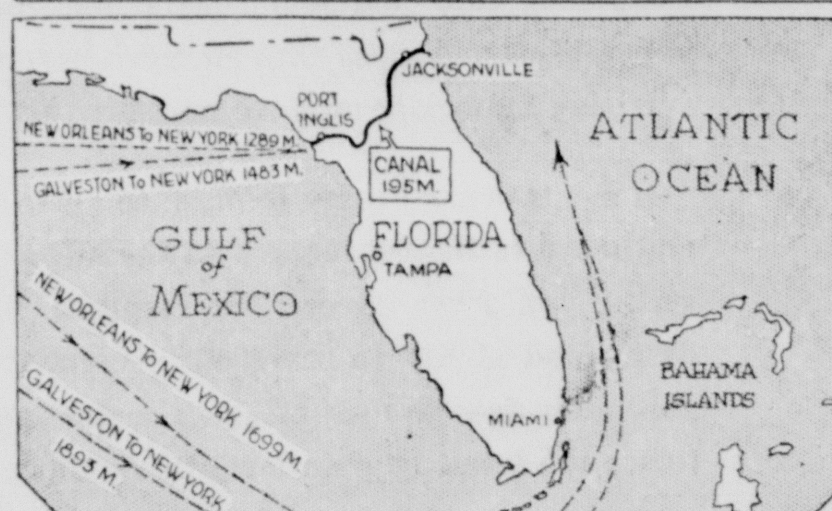 JACKSONVILLE
PORT
INGLIS
NEW ORLEANS To NEW YORK 1289 M.
GALVESTON To NEW YORK 1483 M.
CANAL
195 M.
ATLANTIC
OCEAN
GULF
of
MEXICO
FLORIDA
TAMPA
NEW ORLEANS To NEW YORK 1699 M.
GALVESTON To NEW YORK
1893 M.
BAHAMA
ISLANDS
MIAMI